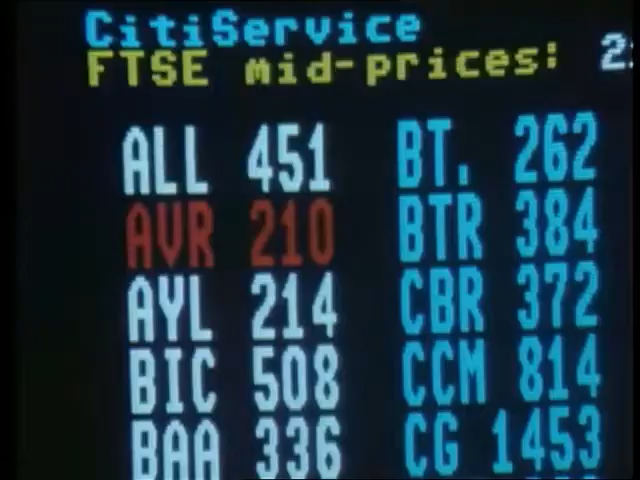 CitiService
FTSE mid-prices:
ALL 451 BT. 262
AVR 210 BTR 384
AYL 214 CBR 372
BIC 508 CCM 814
BAA 336 CG 1453